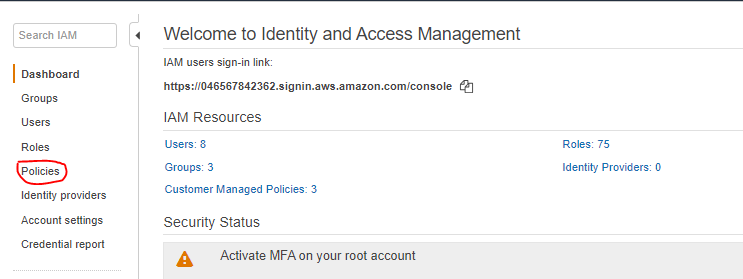 Search IAM
Dashboard
Groups
Users
Roles
Policies
Identity providers
Account settings
Credential report
Welcome to Identity and Access Management
IAM users sign-in link:
https://046567842362.signin.aws.amazon.com/console
IAM Resources
Users: 8
Roles: 75
Groups: 3
Identity Providers: 0
Customer Managed Policies: 3
Security Status
Activate MFA on your root account